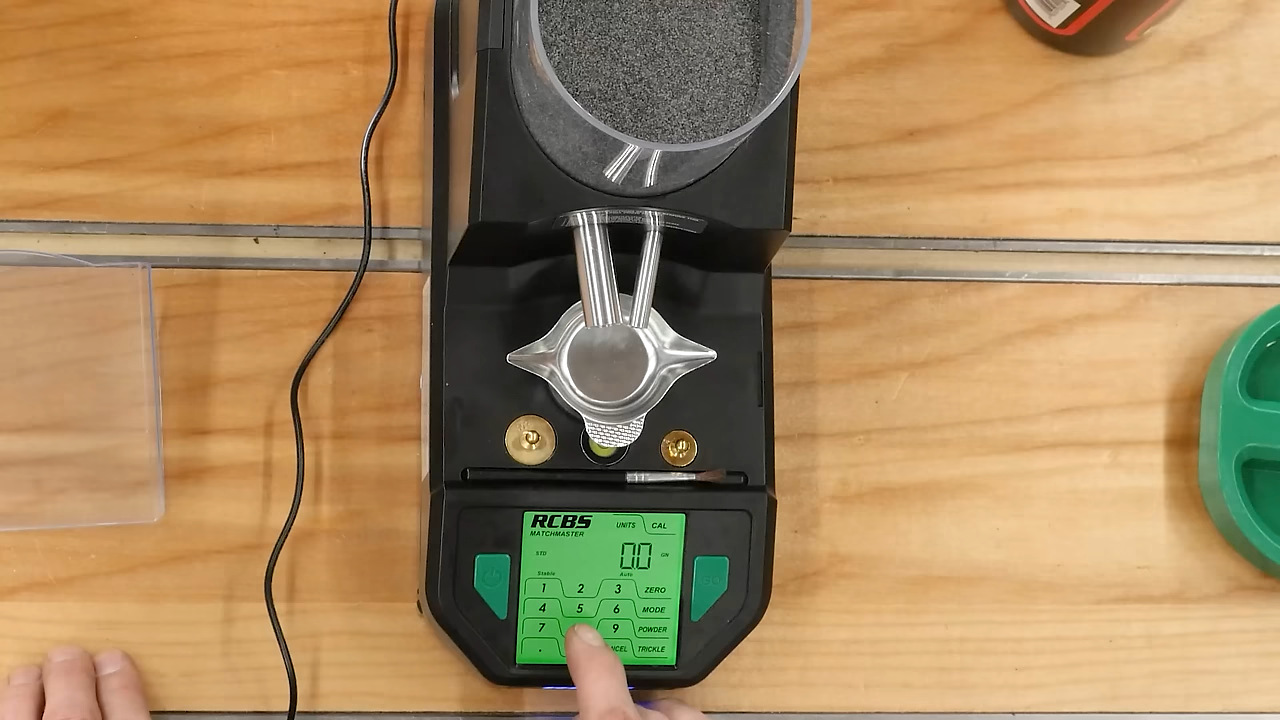 RCBS UNITS CAL
MATCHMASTER
STD 0.0 GN
Stable Auto
1 2 3 ZERO
4 5 6 MODE
7 9 POWDER
. NCEL TRICKLE